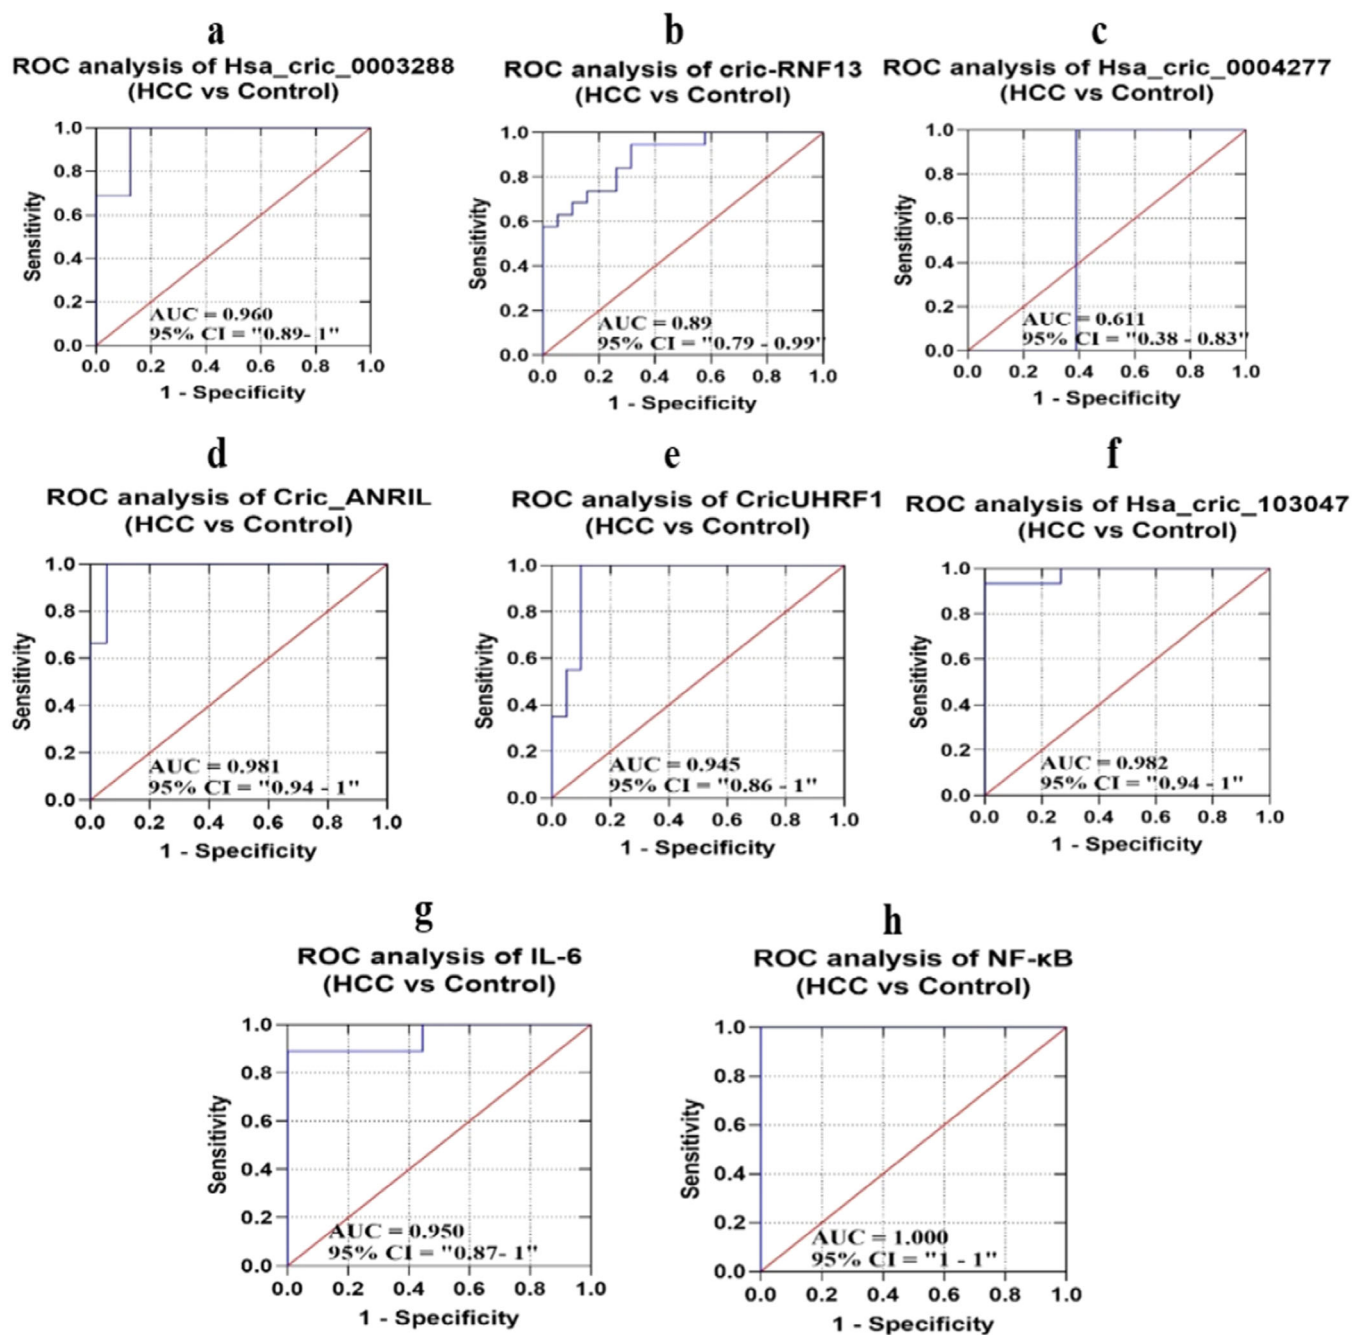 a
ROC analysis of Hsa_cric_0003288
(HCC vs Control)
1.0
0.8
0.6
0.4
0.2
0.0
Sensitivity
AUC = 0.960
95% CI = "0.89- 1"
0.0 0.2 0.4 0.6 0.8 1.0
1 - Specificity
b
ROC analysis of cric-RNF13
(HCC vs Control)
1.0
0.8
0.6
0.4
0.2
0.0
Sensitivity
AUC = 0.89
95% CI = "0.79 - 0.99"
0.0 0.2 0.4 0.6 0.8 1.0
1 - Specificity
c
ROC analysis of Hsa_cric_0004277
(HCC vs Control)
1.0
0.8
0.6
0.4
0.2
0.0
Sensitivity
AUC = 0.611
95% CI = "0.38 - 0.83"
0.0 0.2 0.4 0.6 0.8 1.0
1 - Specificity
d
ROC analysis of Cric_ANRIL
(HCC vs Control)
1.0
0.8
0.6
0.4
0.2
0.0
Sensitivity
AUC = 0.981
95% CI = "0.94 - 1"
0.0 0.2 0.4 0.6 0.8 1.0
1 - Specificity
e
ROC analysis of CricUHRF1
(HCC vs Control)
1.0
0.8
0.6
0.4
0.2
0.0
Sensitivity
AUC = 0.945
95% CI = "0.86 - 1"
0.0 0.2 0.4 0.6 0.8 1.0
1 - Specificity
f
ROC analysis of Hsa_cric_103047
(HCC vs Control)
1.0
0.8
0.6
0.4
0.2
0.0
Sensitivity
AUC = 0.982
95% CI = "0.94 - 1"
0.0 0.2 0.4 0.6 0.8 1.0
1 - Specificity
g
ROC analysis of IL-6
(HCC vs Control)
1.0
0.8
0.6
0.4
0.2
0.0
Sensitivity
AUC = 0.950
95% CI = "0.87- 1"
0.0 0.2 0.4 0.6 0.8 1.0
1 - Specificity
h
ROC analysis of NF-κB
(HCC vs Control)
1.0
0.8
0.6
0.4
0.2
0.0
Sensitivity
AUC = 1.000
95% CI = "1 - 1"
0.0 0.2 0.4 0.6 0.8 1.0
1 - Specificity